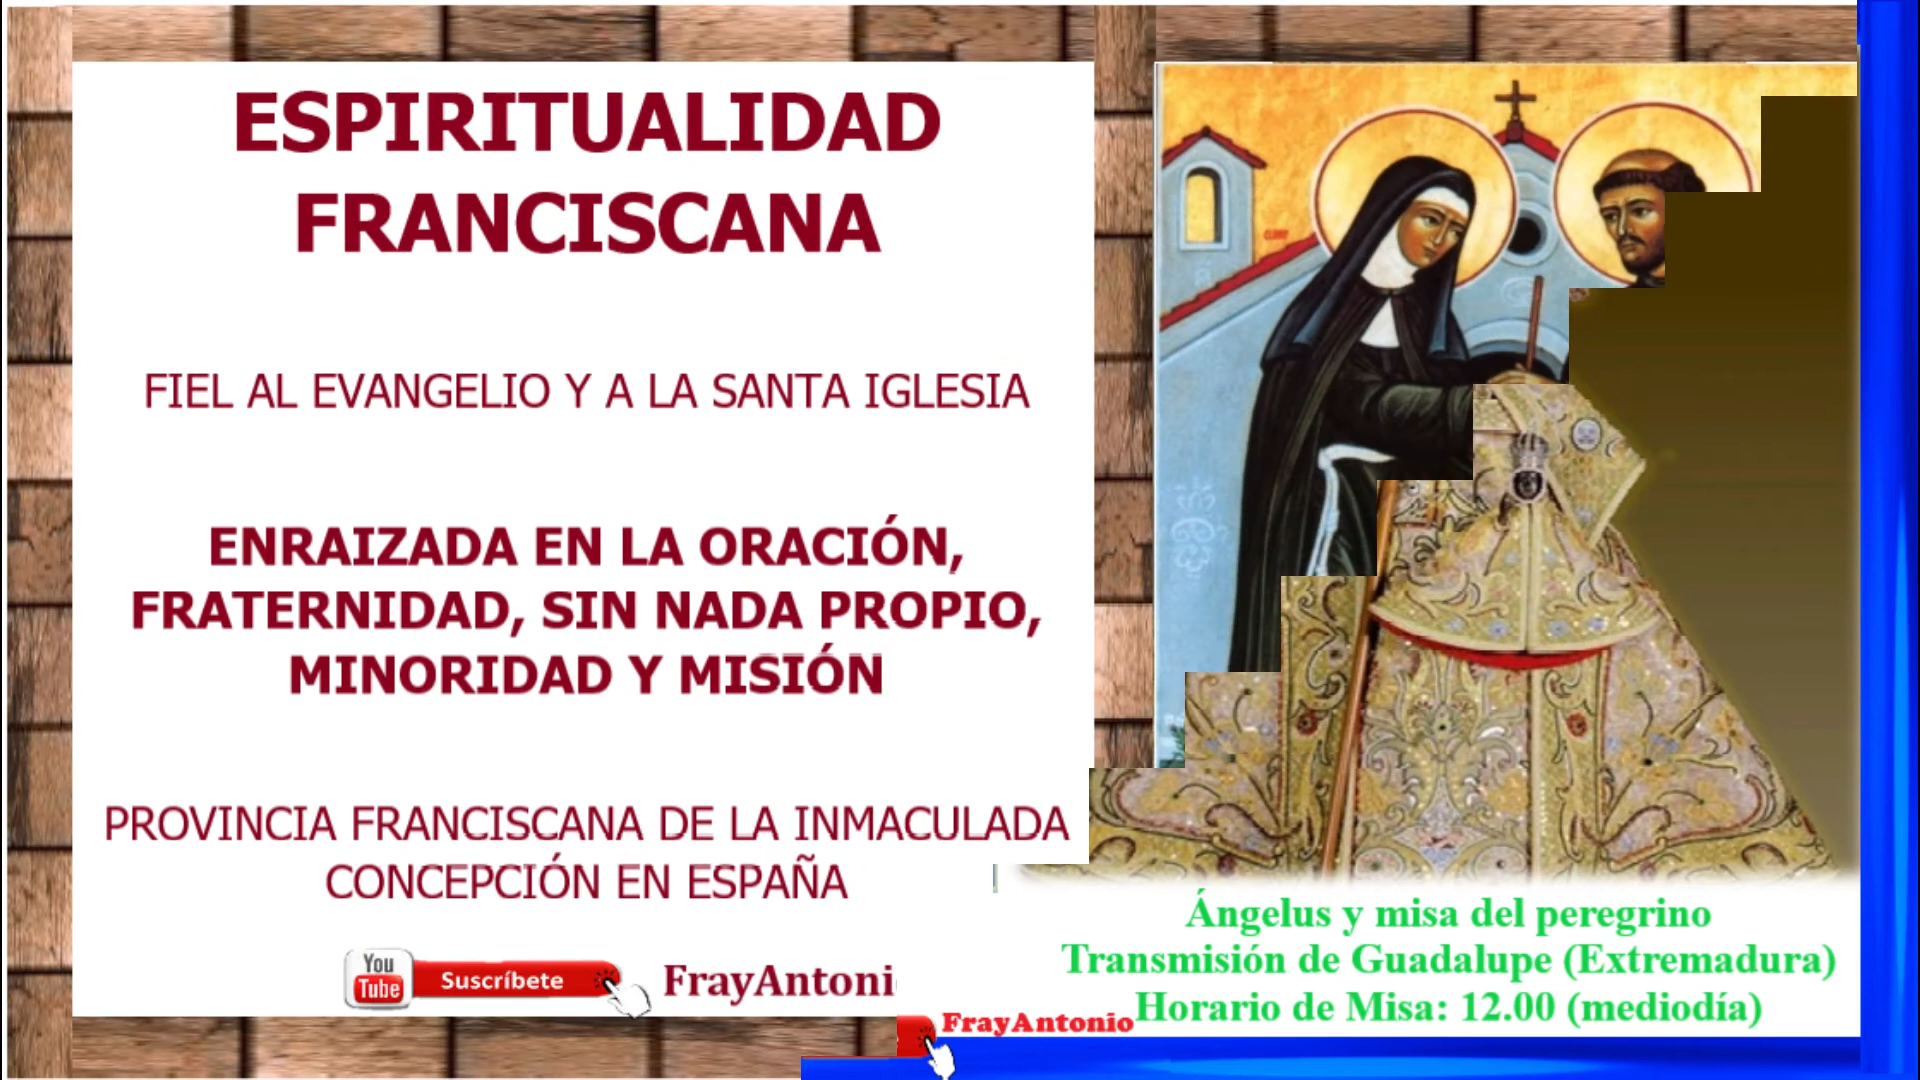 ESPIRITUALIDAD
FRANCISCANA
FIEL AL EVANGELIO Y A LA SANTA IGLESIA
ENRAIZADA EN LA ORACIÓN,
FRATERNIDAD, SIN NADA PROPIO,
MINORIDAD Y MISIÓN
PROVINCIA FRANCISCANA DE LA INMACULADA
CONCEPCIÓN EN ESPAÑA
You Tube Suscríbete FrayAntoni
FrayAntonio
Ángelus y misa del peregrino
Transmisión de Guadalupe (Extremadura)
Horario de Misa: 12.00 (mediodía)